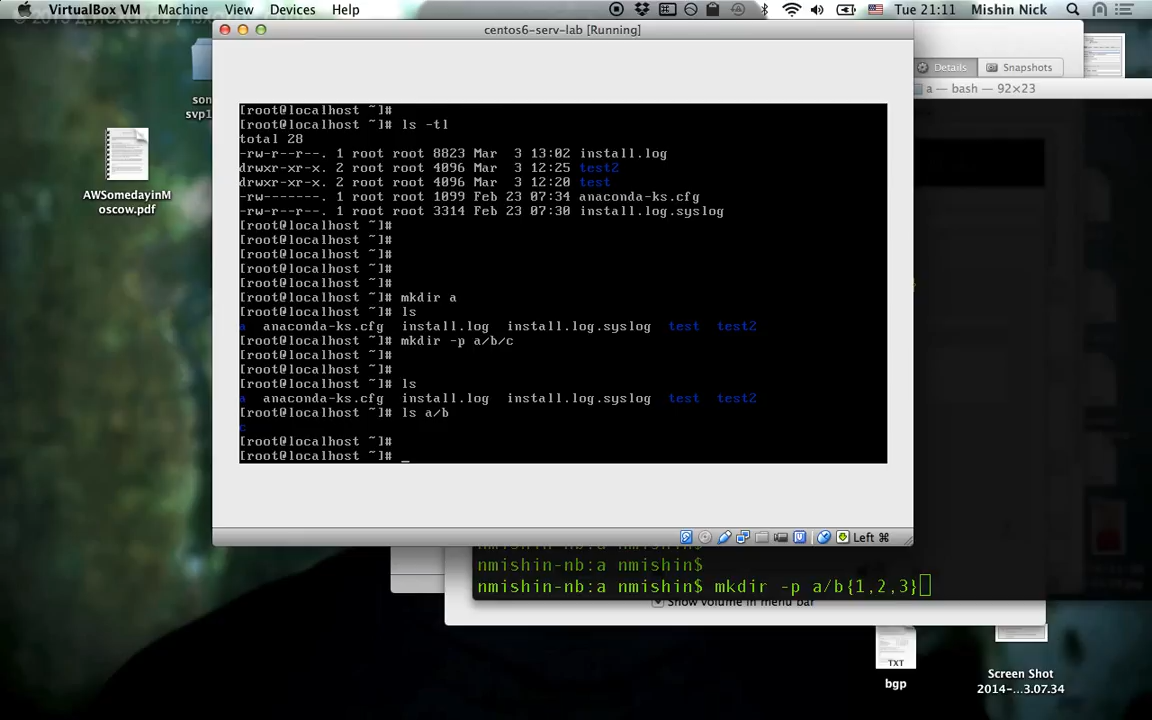 VirtualBox VM Machine View Devices Help Tue 21:11 Mishin Nick
centos6-serv-lab [Running]
Details Snapshots
a — bash — 92×23
son
svp1
AWSomedayinM
oscow.pdf
[root@localhost ~]#
[root@localhost ~]# ls -tl
total 28
-rw-r--r--. 1 root root 8823 Mar 3 13:02 install.log
drwxr-xr-x. 2 root root 4096 Mar 3 12:25 test2
drwxr-xr-x. 2 root root 4096 Mar 3 12:20 test
-rw-------. 1 root root 1099 Feb 23 07:34 anaconda-ks.cfg
-rw-r--r--. 1 root root 3314 Feb 23 07:30 install.log.syslog
[root@localhost ~]#
[root@localhost ~]#
[root@localhost ~]#
[root@localhost ~]#
[root@localhost ~]#
[root@localhost ~]# mkdir a
[root@localhost ~]# ls
a anaconda-ks.cfg install.log install.log.syslog test test2
[root@localhost ~]# mkdir -p a/b/c
[root@localhost ~]#
[root@localhost ~]#
[root@localhost ~]# ls
a anaconda-ks.cfg install.log install.log.syslog test test2
[root@localhost ~]# ls a/b
c
[root@localhost ~]#
[root@localhost ~]# _
Left ⌘
nmishin-nb:a nmishin$
nmishin-nb:a nmishin$ mkdir -p a/b{1,2,3}
Show volume in menu bar
TXT
bgp
Screen Shot
2014-...3.07.34